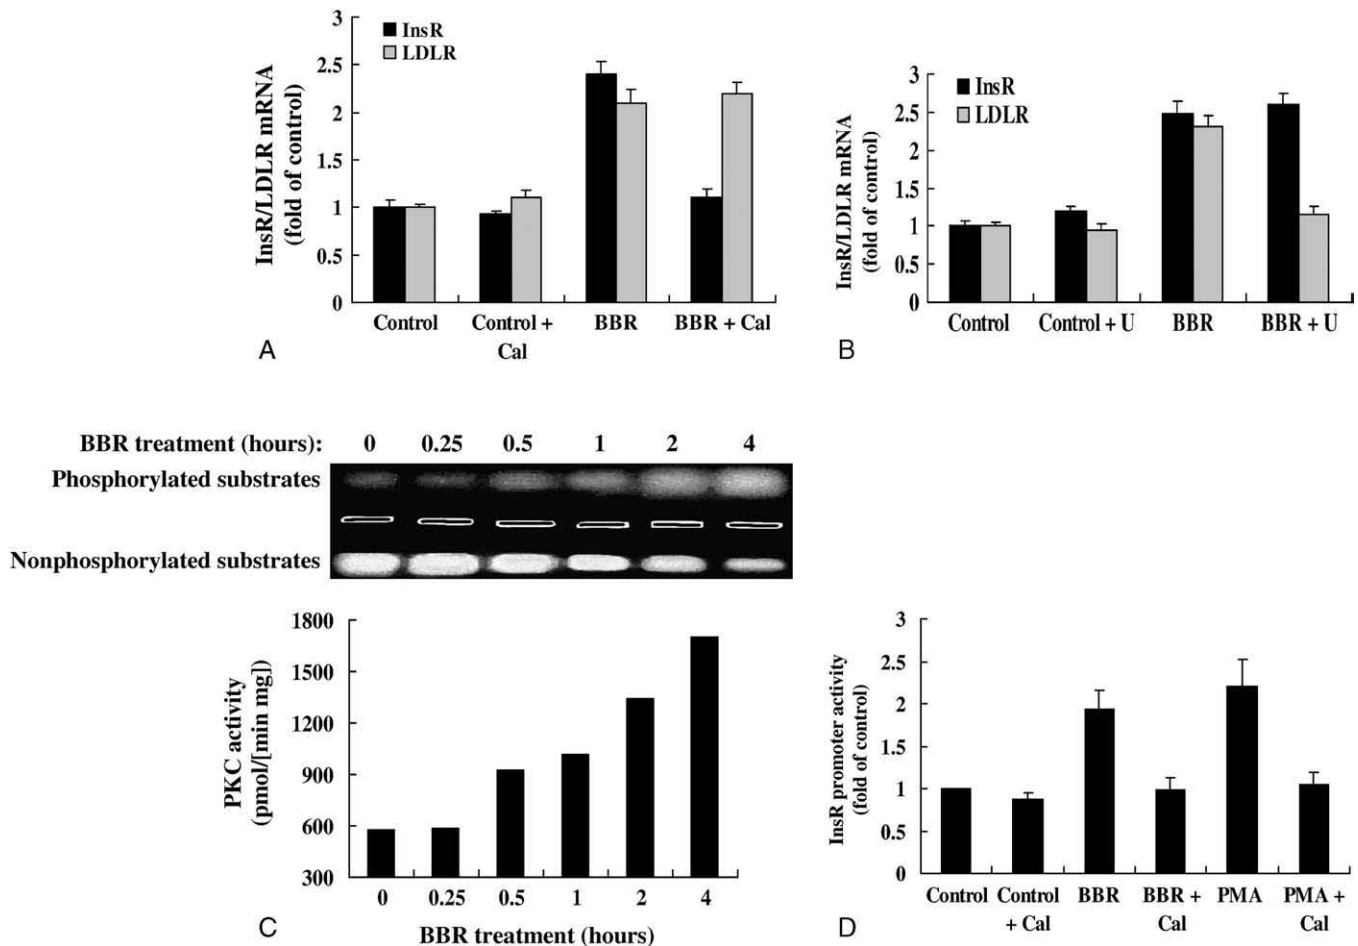 InsR/LDLR mRNA
(fold of control)
3
2.5
2
1.5
1
0.5
0
InsR
LDLR
Control
Control +
Cal
BBR
BBR + Cal
A
InsR/LDLR mRNA
(fold of control)
3
2.5
2
1.5
1
0.5
0
InsR
LDLR
Control
Control + U
BBR
BBR + U
B
BBR treatment (hours): 0 0.25 0.5 1 2 4
Phosphorylated substrates
Nonphosphorylated substrates
PKC activity
(pmol/[min mg])
1800
1500
1200
900
600
300
0 0.25 0.5 1 2 4
BBR treatment (hours)
C
InsR promoter activity
(fold of control)
3
2.5
2
1.5
1
0.5
0
Control
Control
+ Cal
BBR
BBR +
Cal
PMA
PMA +
Cal
D